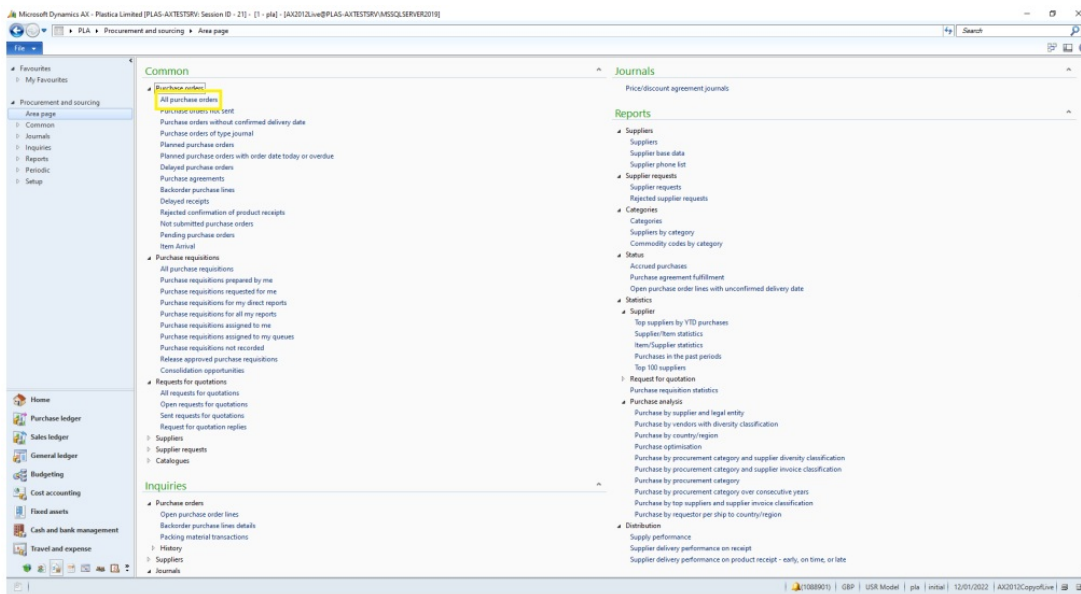 Microsoft Dynamics AX - Plastica Limited [PLAS-AXTESTSRV: Session ID - 21] - [1 - pla] - [AX2012Live@PLAS-AXTESTSRV\MSSQLSERVER2019]
PLA Procurement and sourcing Area page
Search
File
Favourites
My Favourites
Procurement and sourcing
Area page
Common
Journals
Inquiries
Reports
Periodic
Setup
Home
Purchase ledger
Sales ledger
General ledger
Budgeting
Cost accounting
Fixed assets
Cash and bank management
Travel and expense
Common
Purchase orders
All purchase orders
Purchase orders not sent
Purchase orders without confirmed delivery date
Purchase orders of type journal
Planned purchase orders
Planned purchase orders with order date today or overdue
Delayed purchase orders
Purchase agreements
Backorder purchase lines
Delayed receipts
Rejected confirmation of product receipts
Not submitted purchase orders
Pending purchase orders
Item Arrival
Purchase requisitions
All purchase requisitions
Purchase requisitions prepared by me
Purchase requisitions requested for me
Purchase requisitions for my direct reports
Purchase requisitions for all my reports
Purchase requisitions assigned to me
Purchase requisitions assigned to my queues
Purchase requisitions not recorded
Release approved purchase requisitions
Consolidation opportunities
Requests for quotations
All requests for quotations
Open requests for quotations
Sent requests for quotations
Request for quotation replies
Suppliers
Supplier requests
Catalogues
Inquiries
Purchase orders
Open purchase order lines
Backorder purchase lines details
Packing material transactions
History
Suppliers
Journals
Journals
Price/discount agreement journals
Reports
Suppliers
Suppliers
Supplier base data
Supplier phone list
Supplier requests
Supplier requests
Rejected supplier requests
Categories
Categories
Suppliers by category
Commodity codes by category
Status
Accrued purchases
Purchase agreement fulfillment
Open purchase order lines with unconfirmed delivery date
Statistics
Supplier
Top suppliers by YTD purchases
Supplier/Item statistics
Item/Supplier statistics
Purchases in the past periods
Top 100 suppliers
Request for quotation
Purchase requisition statistics
Purchase analysis
Purchase by supplier and legal entity
Purchase by vendors with diversity classification
Purchase by country/region
Purchase optimisation
Purchase by procurement category and supplier diversity classification
Purchase by procurement category and supplier invoice classification
Purchase by procurement category
Purchase by procurement category over consecutive years
Purchase by top suppliers and supplier invoice classification
Purchase by requestor per ship to country/region
Distribution
Supply performance
Supplier delivery performance on receipt
Supplier delivery performance on product receipt - early, on time, or late
(1088901) GBP USR Model pla initial 12/01/2022 AX2012CopyofLive